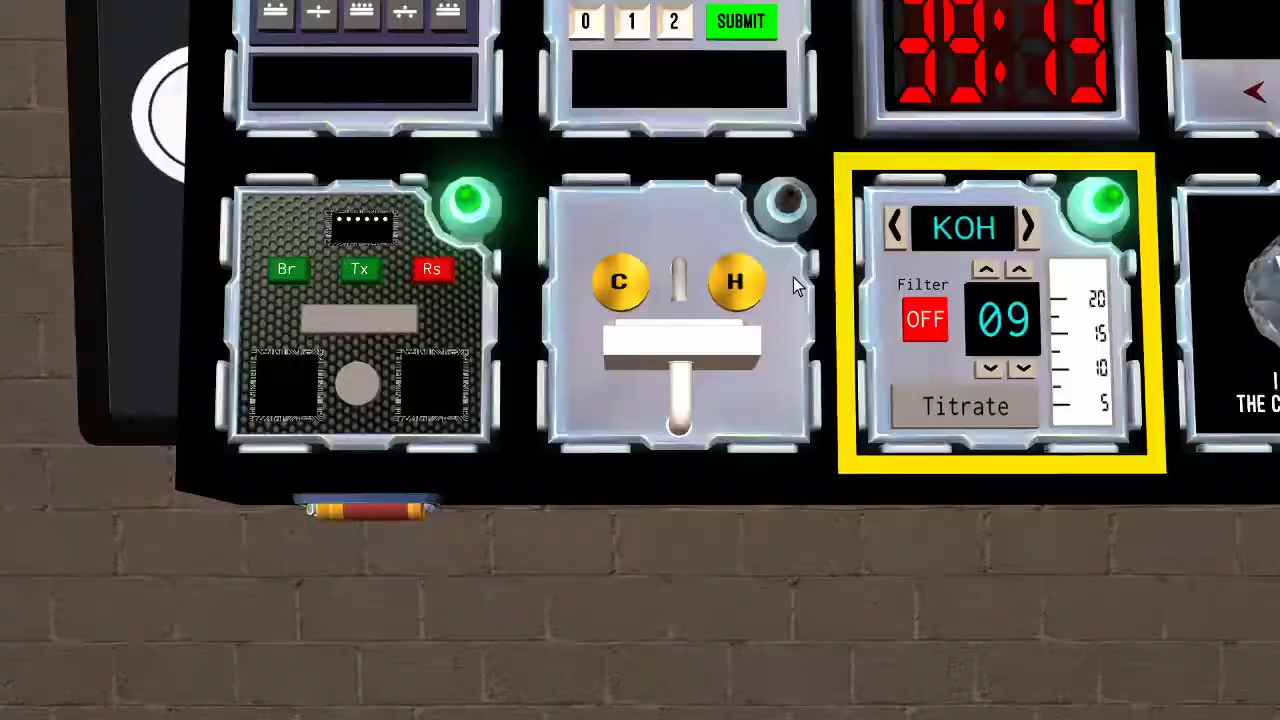 0 1 2 SUBMIT
Br Tx Rs
C H
KOH
Filter
OFF
09
20
15
10
5
Titrate
THE C